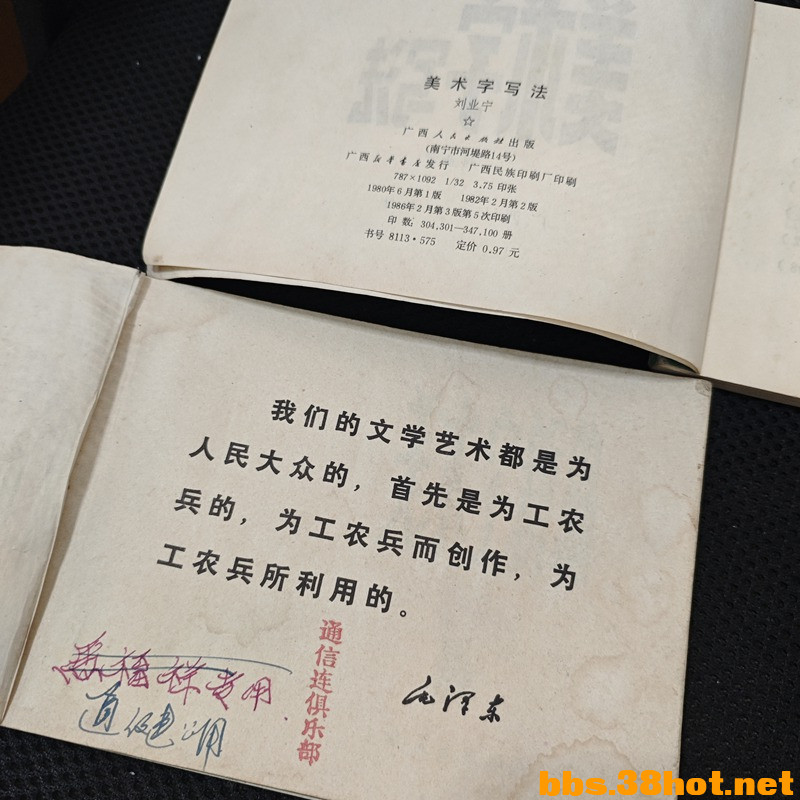 美术字写法
刘业宁
☆
广西人民出版社出版
(南宁市河堤路14号)
广西新华书店发行 广西民族印刷厂印刷
787×1092 1/32 3.75 印张
1980年6月第1版 1982年2月第2版
1986年2月第3版第5次印刷
印数: 304,301—347,100 册
书号 8113·575 定价 0.97 元
我们的文学艺术都是为
人民大众的，首先是为工农
兵的，为工农兵而创作，为
工农兵所利用的。
毛泽东
通信连俱乐部
bbs.38hot.net